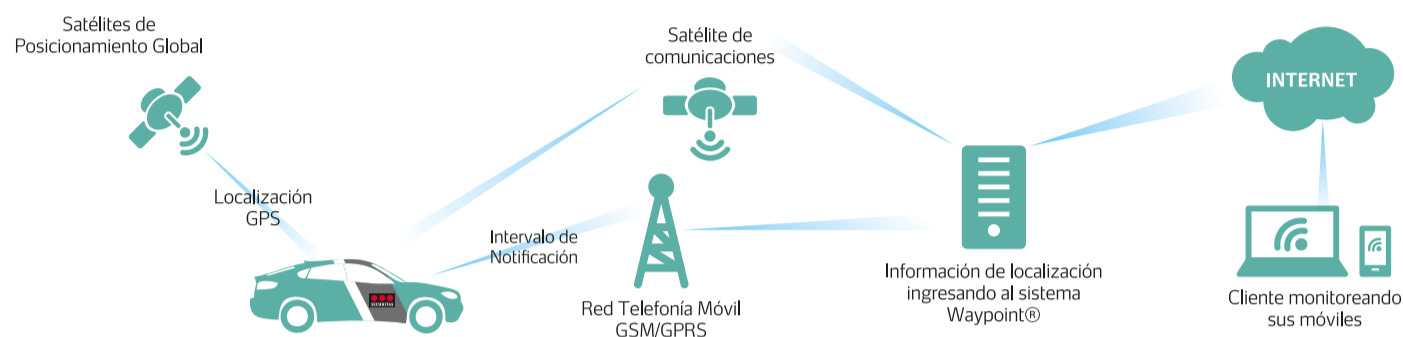 Satélites de
Posicionamiento Global
Satélite de
comunicaciones
INTERNET
Localización
GPS
Intervalo de
Notificación
SECURITAS
Red Telefonía Móvil
GSM/GPRS
Información de localización
ingresando al sistema
Waypoint®
Cliente monitoreando
sus móviles